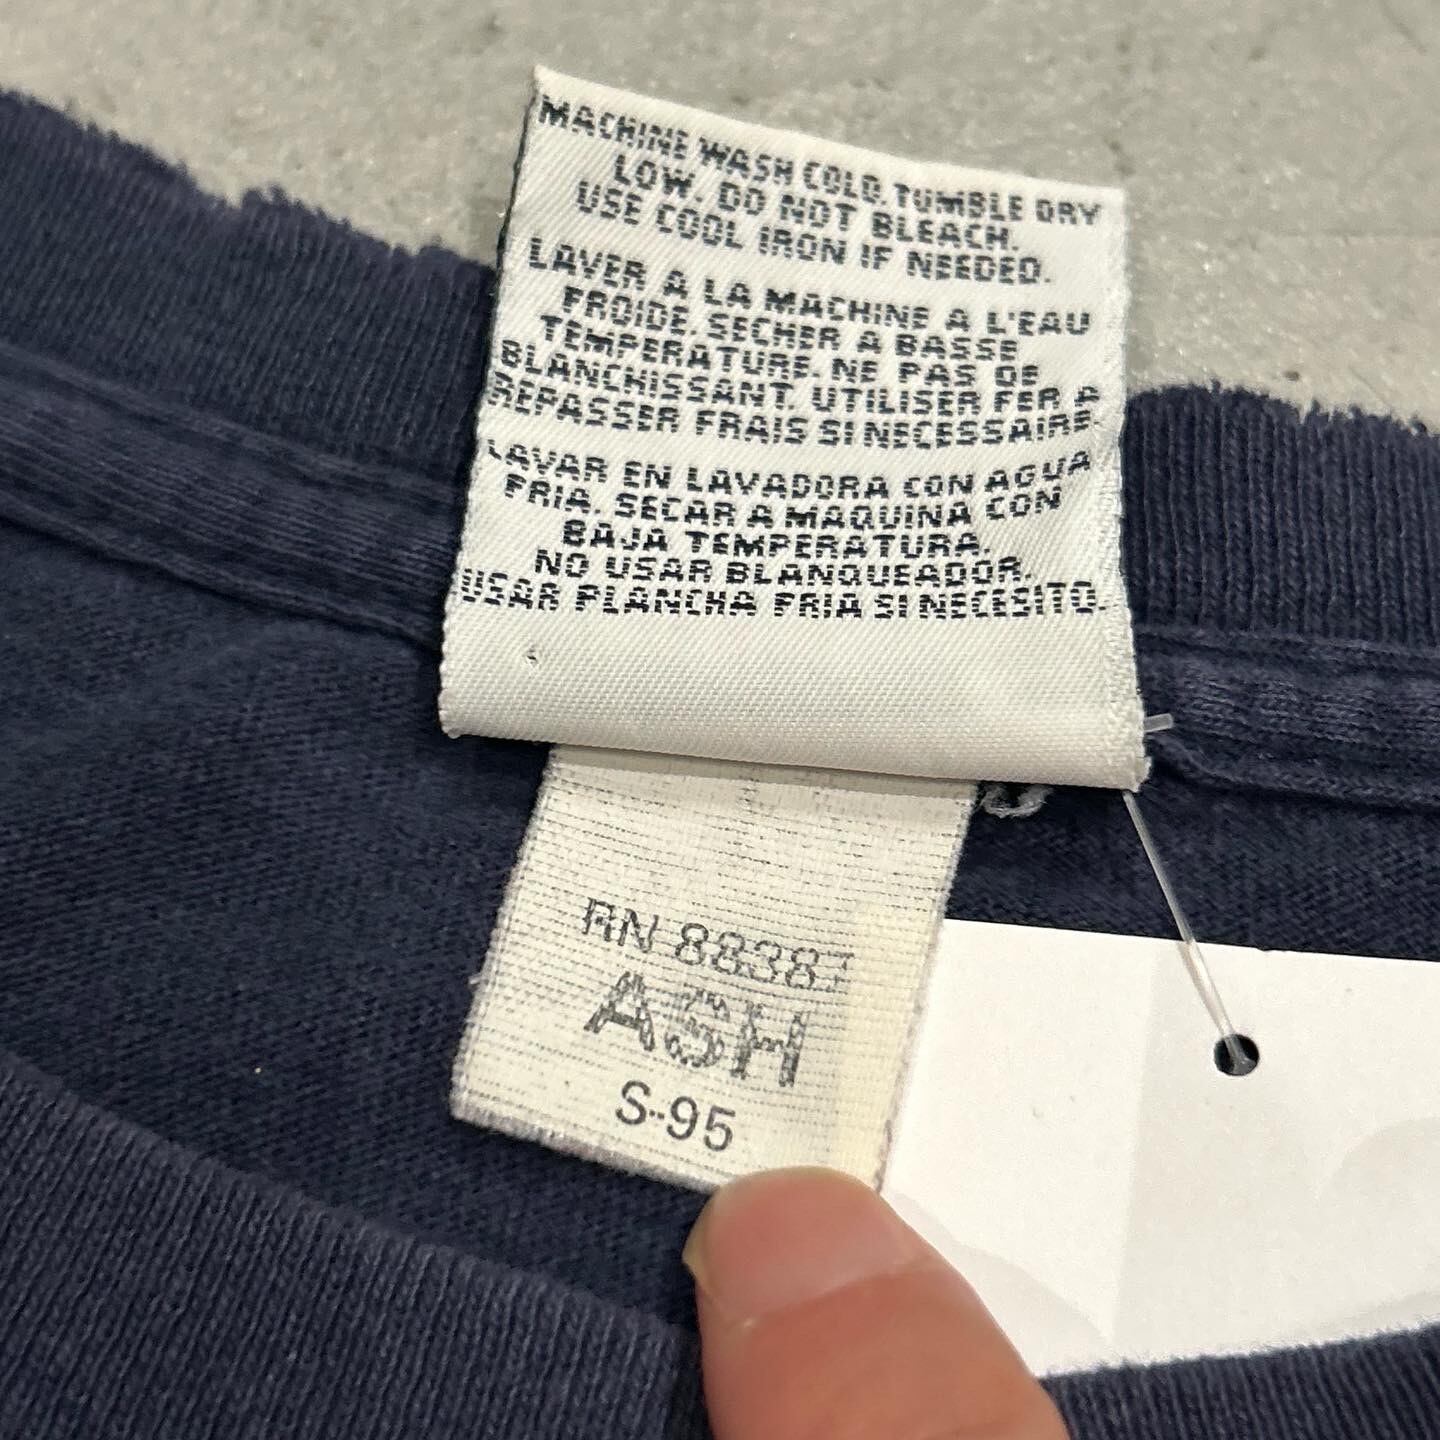 MACHINE WASH COLD. TUMBLE DRY
LOW. DO NOT BLEACH.
USE COOL IRON IF NEEDED.
LAVER A LA MACHINE A L'EAU
FROIDE. SECHER A BASSE
TEMPERATURE. NE PAS DE
BLANCHISSANT. UTILISER FER A
REPASSER FRAIS SI NECESSAIRE.
LAVAR EN LAVADORA CON AGUA
FRIA. SECAR A MAQUINA CON
BAJA TEMPERATURA.
NO USAR BLANQUEADOR.
USAR PLANCHA FRIA SI NECESITO.
RN 88387
ASH
S-95